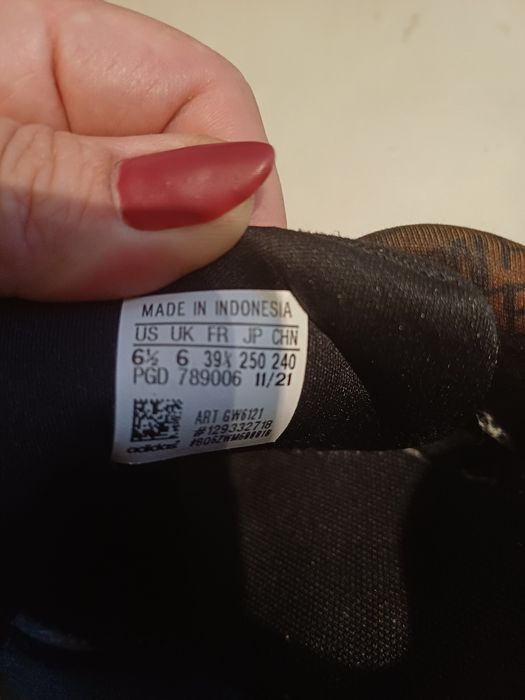 MADE IN INDONESIA
US UK FR JP CHN
6½ 6 39⅓ 250 240
PGD 789006 11/21
ART GW6121
#129332718
adidas